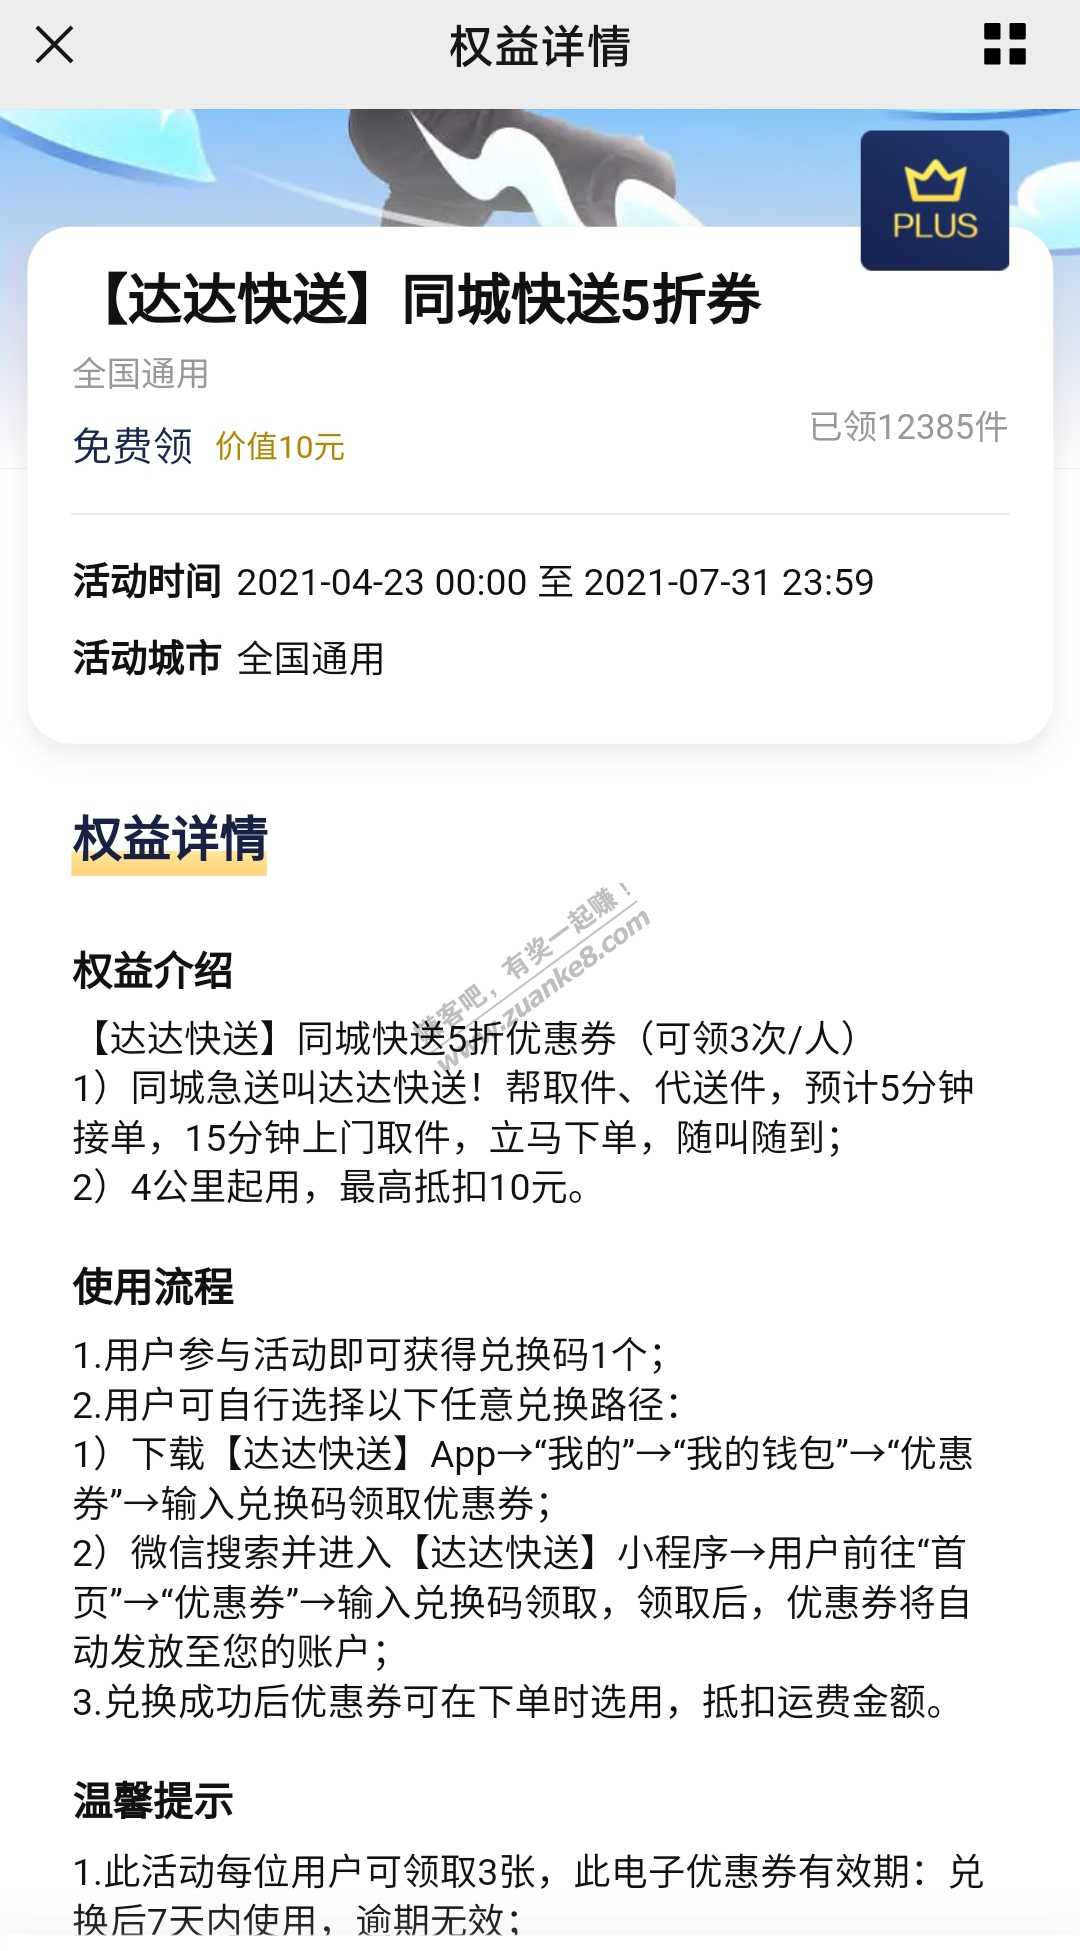 权益详情
PLUS
【达达快送】同城快送5折券
全国通用
已领12385件
免费领 价值10元
活动时间 2021-04-23 00:00 至 2021-07-31 23:59
活动城市 全国通用
权益详情
赚客吧，有奖一起赚！
www.zuanke8.com
权益介绍
【达达快送】同城快送5折优惠券（可领3次/人）
1）同城急送叫达达快送！帮取件、代送件，预计5分钟
接单，15分钟上门取件，立马下单，随叫随到；
2）4公里起用，最高抵扣10元。
使用流程
1.用户参与活动即可获得兑换码1个；
2.用户可自行选择以下任意兑换路径：
1）下载【达达快送】App→“我的”→“我的钱包”→“优惠
券”→输入兑换码领取优惠券；
2）微信搜索并进入【达达快送】小程序→用户前往“首
页”→“优惠券”→输入兑换码领取，领取后，优惠券将自
动发放至您的账户；
3.兑换成功后优惠券可在下单时选用，抵扣运费金额。
温馨提示
1.此活动每位用户可领取3张，此电子优惠券有效期：兑
换后7天内使用，逾期无效；